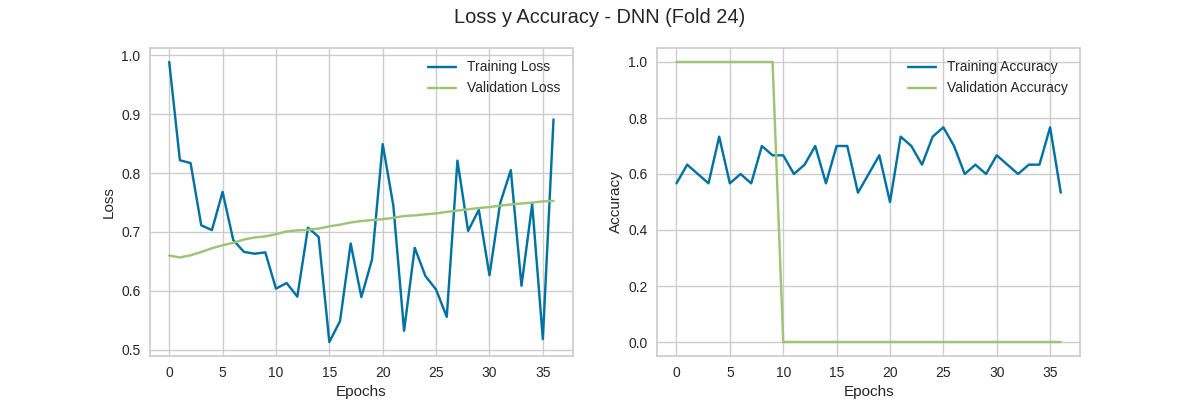 Loss y Accuracy - DNN (Fold 24)
1.0
0.9
0.8
0.7
0.6
0.5
Loss
Training Loss
Validation Loss
0 5 10 15 20 25 30 35
Epochs
1.0
0.8
0.6
0.4
0.2
0.0
Accuracy
Training Accuracy
Validation Accuracy
0 5 10 15 20 25 30 35
Epochs